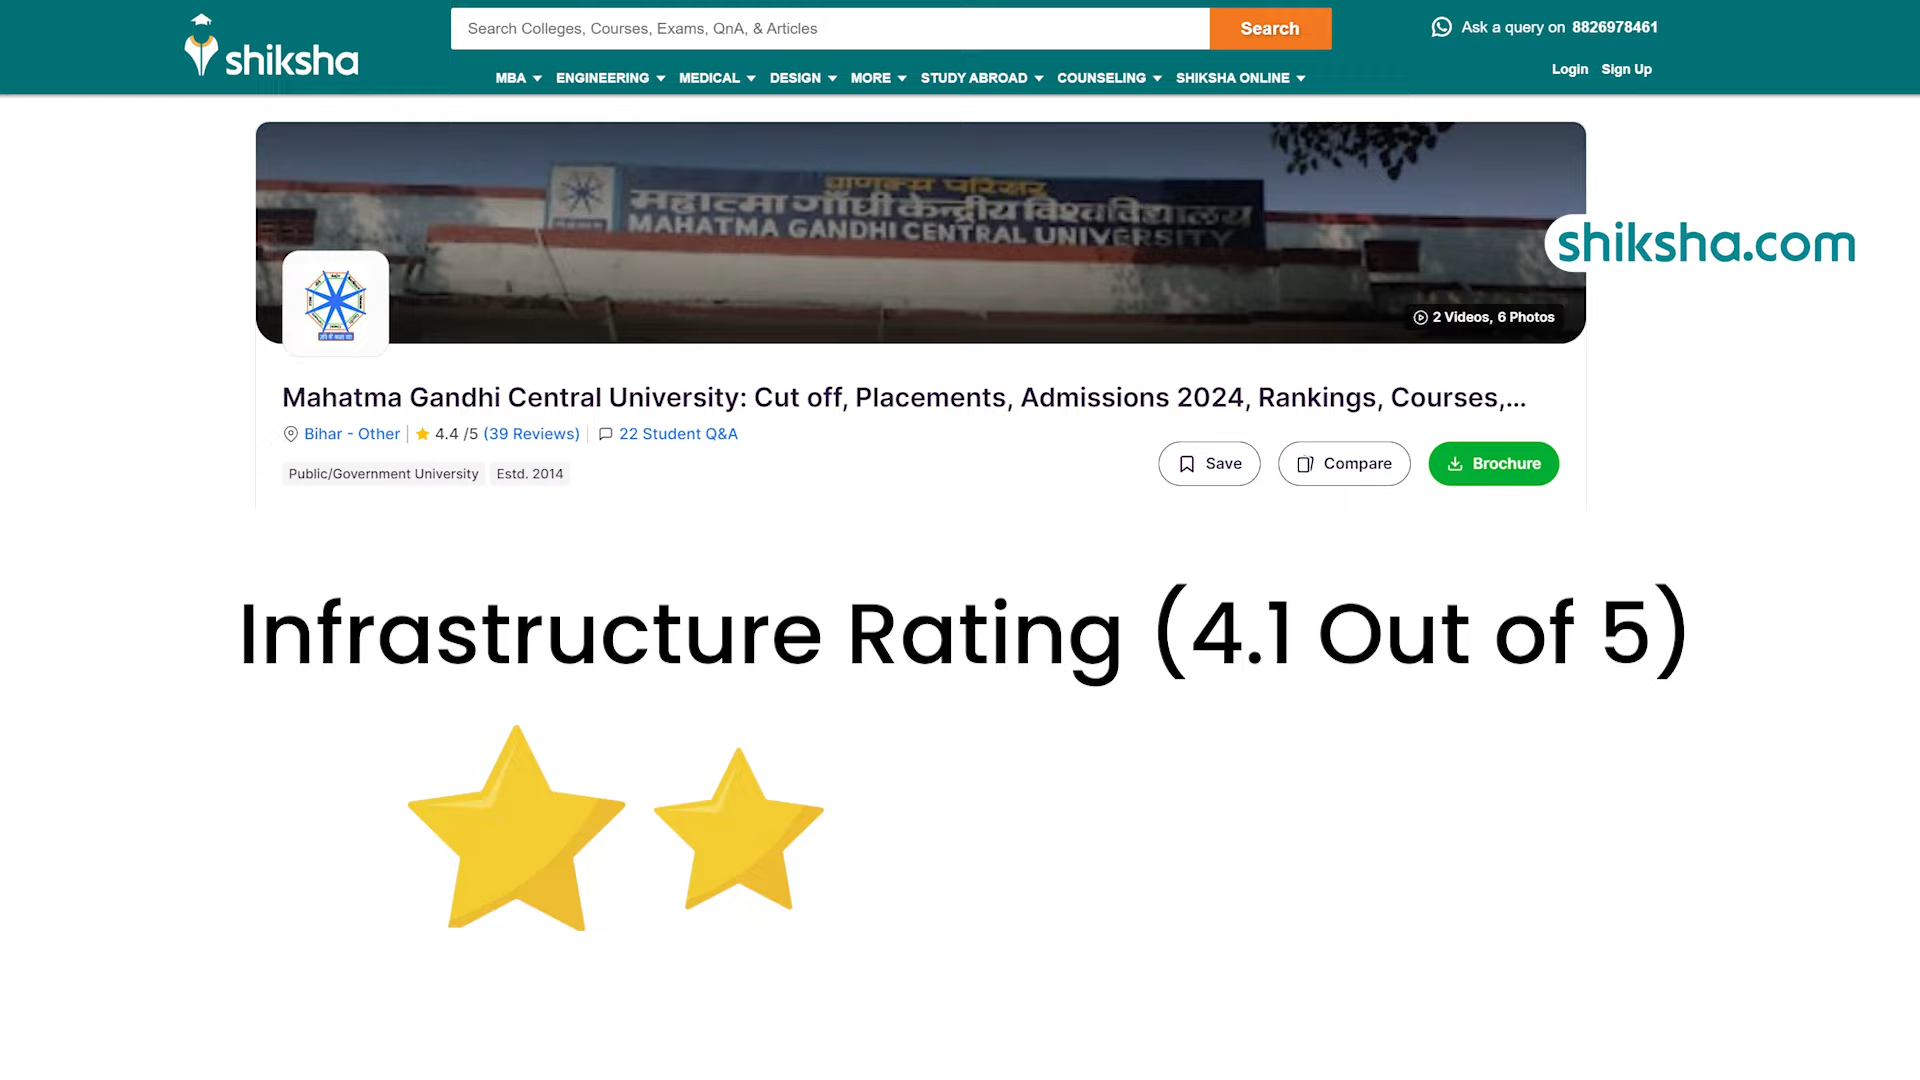 shiksha
Search Colleges, Courses, Exams, QnA, & Articles
Search
Ask a query on 8826978461
MBA
ENGINEERING
MEDICAL
DESIGN
MORE
STUDY ABROAD
COUNSELING
SHIKSHA ONLINE
Login
Sign Up
चाणक्य परिसर
महात्मा गाँधी केन्द्रीय विश्वविद्यालय
MAHATMA GANDHI CENTRAL UNIVERSITY
shiksha.com
2 Videos, 6 Photos
Mahatma Gandhi Central University: Cut off, Placements, Admissions 2024, Rankings, Courses,...
Bihar - Other
4.4 /5 (39 Reviews)
22 Student Q&A
Public/Government University
Estd. 2014
Save
Compare
Brochure
Infrastructure Rating (4.1 Out of 5)